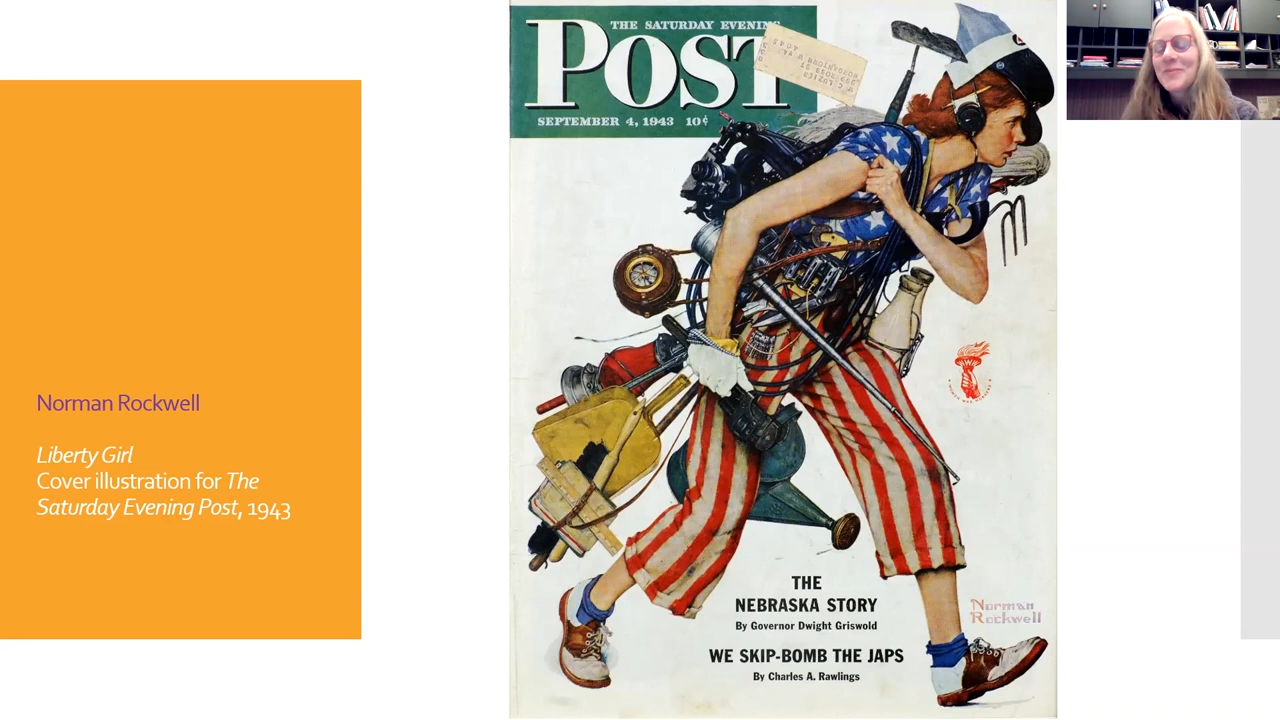 Norman Rockwell
Liberty Girl
Cover illustration for The
Saturday Evening Post, 1943
THE SATURDAY EVENING
POST
SEPTEMBER 4, 1943 10¢
THE
NEBRASKA STORY
By Governor Dwight Griswold
WE SKIP-BOMB THE JAPS
By Charles A. Rawlings
Norman
Rockwell